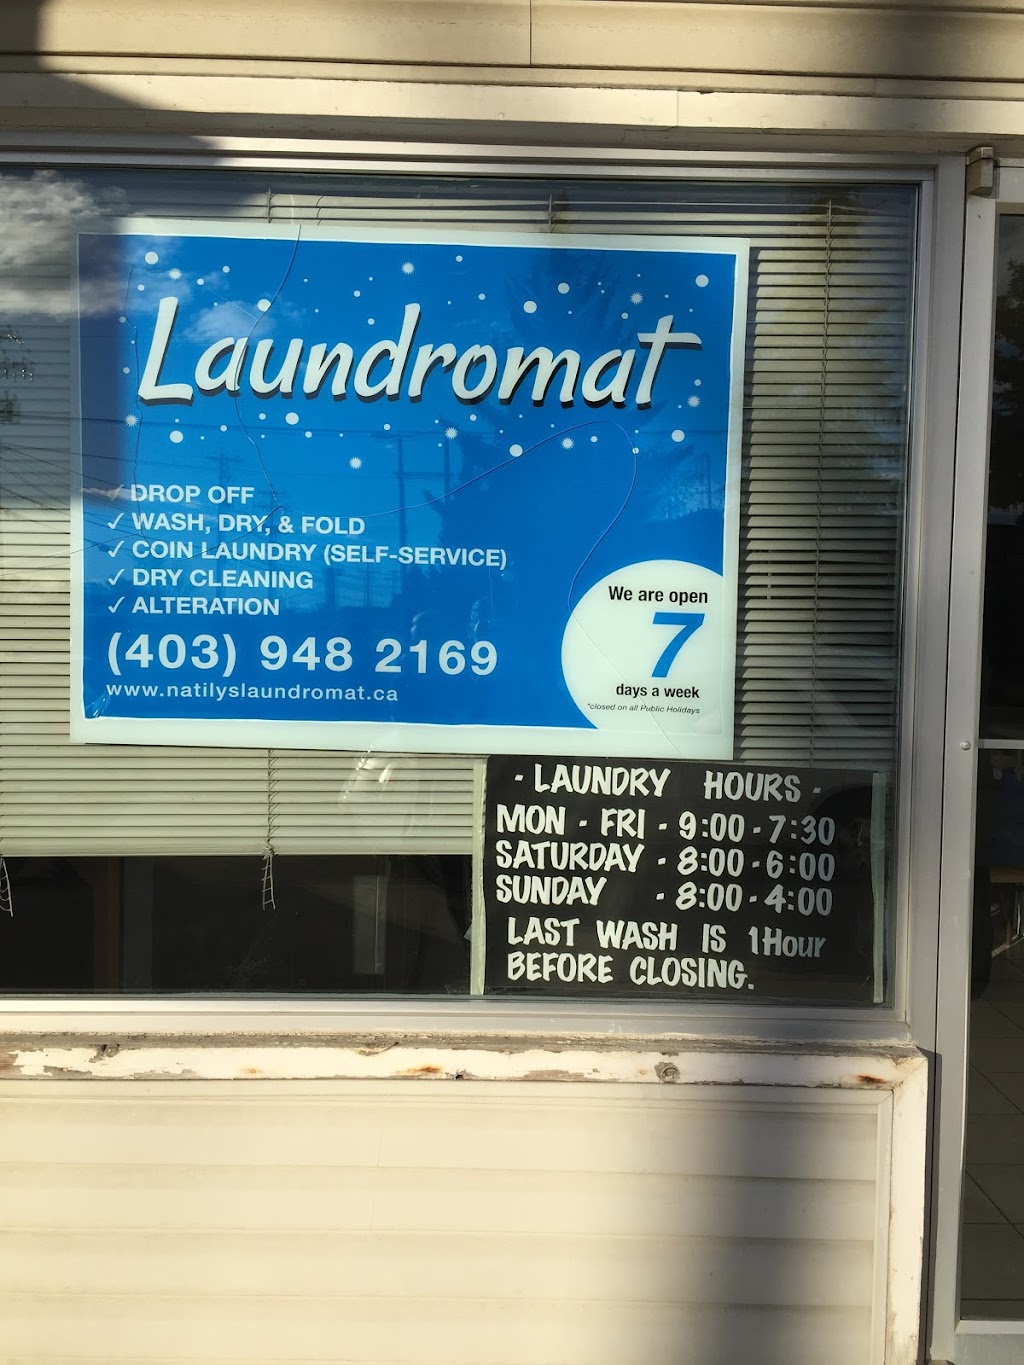 Laundromat
✓ DROP OFF
✓ WASH, DRY, & FOLD
✓ COIN LAUNDRY (SELF-SERVICE)
✓ DRY CLEANING
✓ ALTERATION
(403) 948 2169
www.natilyslaundromat.ca
We are open
7
days a week
*closed on all Public Holidays
- LAUNDRY HOURS -
MON - FRI - 9:00 - 7:30
SATURDAY - 8:00 - 6:00
SUNDAY - 8:00 - 4:00
LAST WASH IS 1 Hour
BEFORE CLOSING.